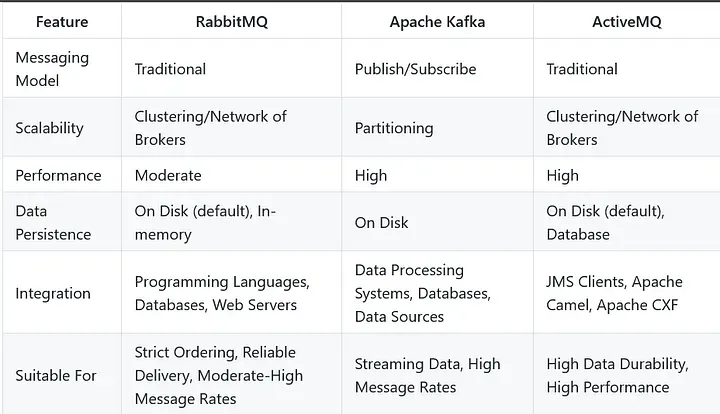 Feature RabbitMQ Apache Kafka ActiveMQ
Messaging
Model
Traditional
Publish/Subscribe
Traditional
Scalability
Clustering/Network of
Brokers
Partitioning
Clustering/Network of
Brokers
Performance
Moderate
High
High
Data
Persistence
On Disk (default), In-
memory
On Disk
On Disk (default),
Database
Integration
Programming Languages,
Databases, Web Servers
Data Processing
Systems, Databases,
Data Sources
JMS Clients, Apache
Camel, Apache CXF
Suitable For
Strict Ordering, Reliable
Delivery, Moderate-High
Message Rates
Streaming Data, High
Message Rates
High Data Durability,
High Performance